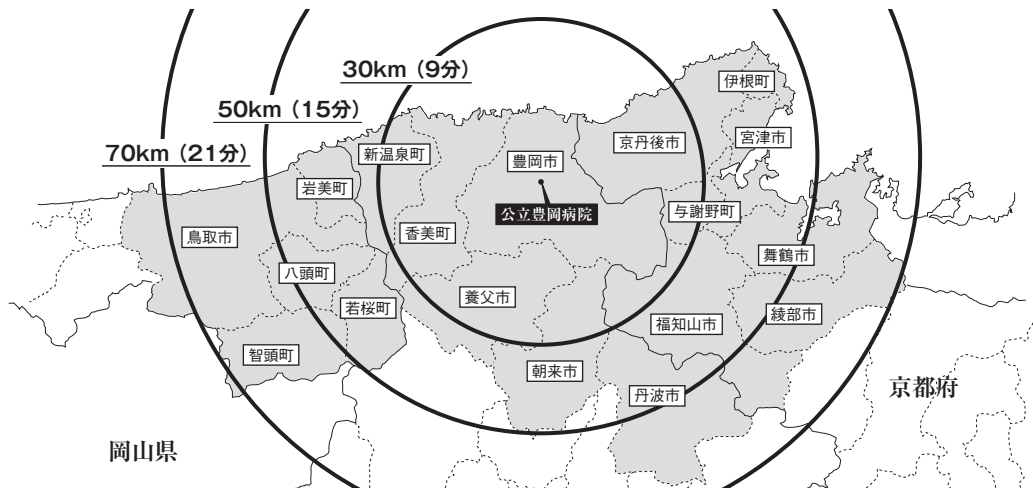 30km（9分）
50km（15分）
70km（21分）
伊根町
宮津市
京丹後市
新温泉町
豊岡市
岩美町
公立豊岡病院
与謝野町
鳥取市
香美町
舞鶴市
八頭町
養父市
若桜町
綾部市
福知山市
智頭町
朝来市
丹波市
京都府
岡山県